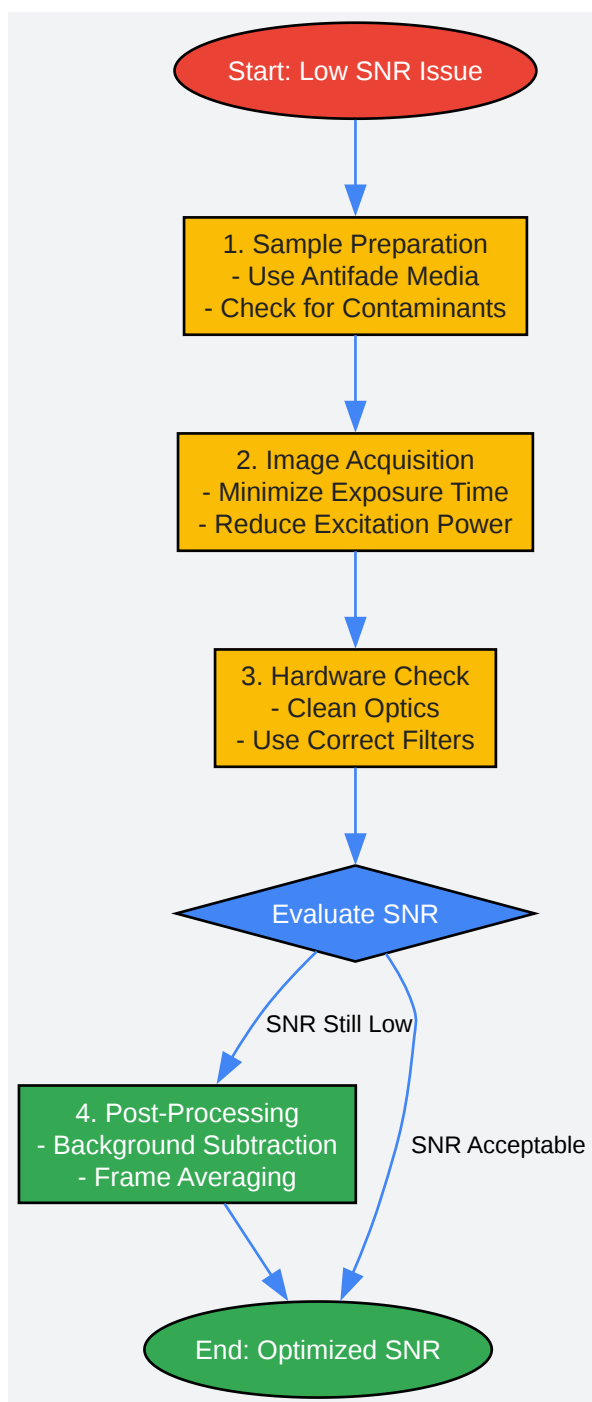 Start: Low SNR Issue
1. Sample Preparation
- Use Antifade Media
- Check for Contaminants
2. Image Acquisition
- Minimize Exposure Time
- Reduce Excitation Power
3. Hardware Check
- Clean Optics
- Use Correct Filters
Evaluate SNR
SNR Still Low
4. Post-Processing
- Background Subtraction
- Frame Averaging
SNR Acceptable
End: Optimized SNR